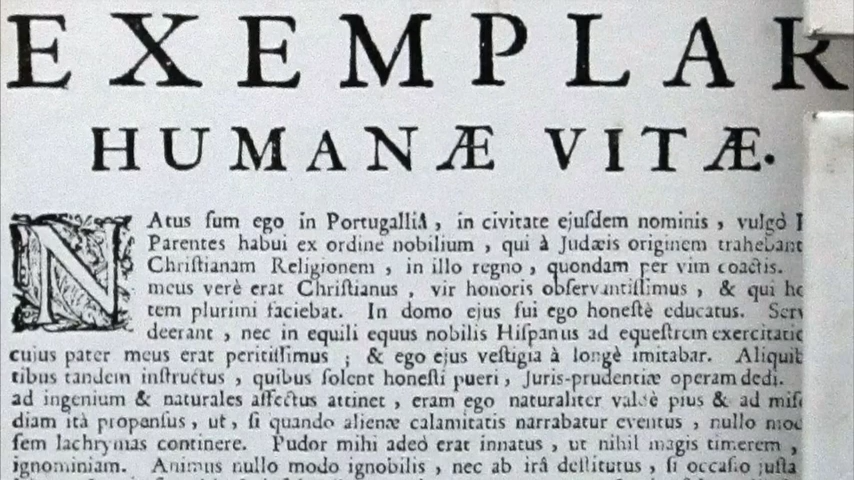 EXEMPLAR
HUMANÆ VITÆ.
NAtus ſum ego in Portugalliâ, in civitate ejuſdem nominis, vulgò
Parentes habui ex ordine nobilium, qui à Judæis originem trahebant
Chriſtianam Religionem, in illo regno, quondam per vim coactis.
meus verè erat Chriſtianus, vir honoris obſervantiſſimus, & qui
tem plurimi faciebat. In domo ejus fui ego honeſtè educatus.
deerant, nec in equili equus nobilis Hiſpanus ad equeſtrem
cujus pater meus erat peritiſſimus; & ego ejus veſtigia à longè imitabar.
tibus tandem inſtructus, quibus ſolent honeſti pueri, Juris-prudentiæ operam dedi.
ad ingenium & naturales affectus attinet, eram ego naturaliter valdè pius & ad
diam ità propenſus, ut, ſi quando alienæ calamitatis narrabatur eventus, nullo
ſem lachrymas continere. Pudor mihi adeò erat innatus, ut nihil magis timerem,
ignominiam. Animus nullo modo ignobilis, nec ab irâ deſtitutus, ſi occaſio juſta